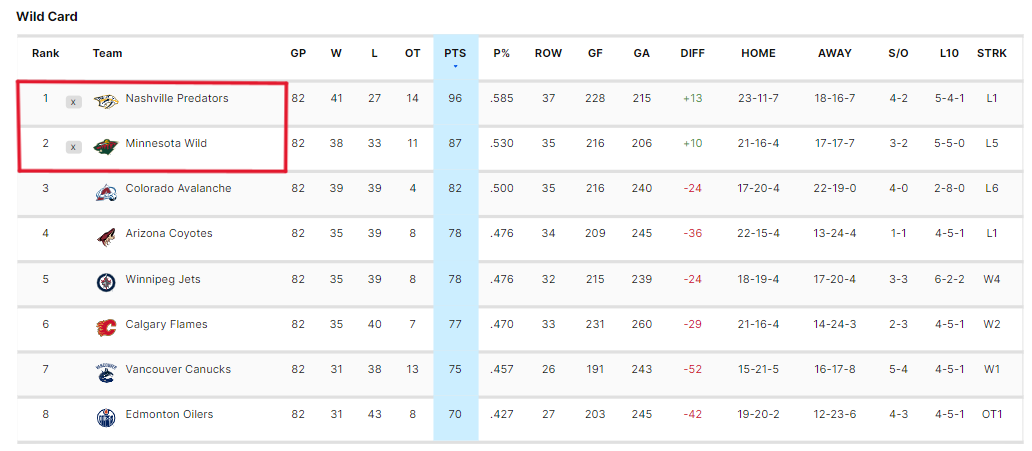 Wild Card
Rank Team GP W L OT PTS P% ROW GF GA DIFF HOME AWAY S/O L10 STRK
1 x Nashville Predators 82 41 27 14 96 .585 37 228 215 +13 23-11-7 18-16-7 4-2 5-4-1 L1
2 x Minnesota Wild 82 38 33 11 87 .530 35 216 206 +10 21-16-4 17-17-7 3-2 5-5-0 L5
3 Colorado Avalanche 82 39 39 4 82 .500 35 216 240 -24 17-20-4 22-19-0 4-0 2-8-0 L6
4 Arizona Coyotes 82 35 39 8 78 .476 34 209 245 -36 22-15-4 13-24-4 1-1 4-5-1 L1
5 Winnipeg Jets 82 35 39 8 78 .476 32 215 239 -24 18-19-4 17-20-4 3-3 6-2-2 W4
6 Calgary Flames 82 35 40 7 77 .470 33 231 260 -29 21-16-4 14-24-3 2-3 4-5-1 W2
7 Vancouver Canucks 82 31 38 13 75 .457 26 191 243 -52 15-21-5 16-17-8 5-4 4-5-1 W1
8 Edmonton Oilers 82 31 43 8 70 .427 27 203 245 -42 19-20-2 12-23-6 4-3 4-5-1 OT1